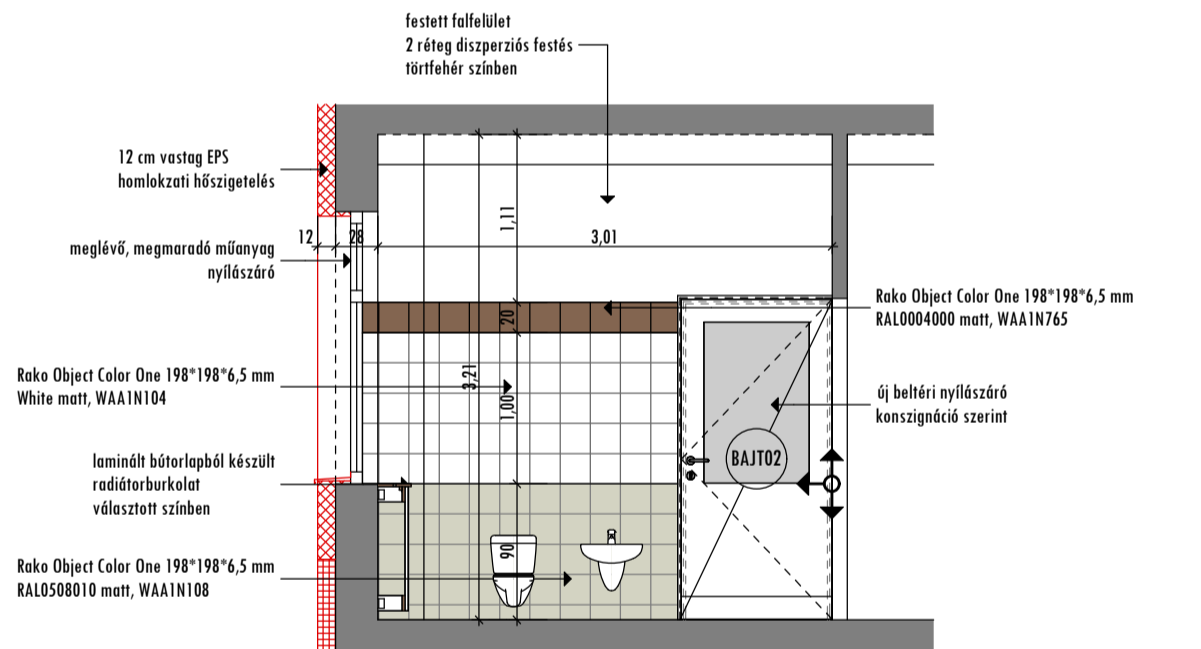 festett falfelület
2 réteg diszperziós festés
törtfehér színben
12 cm vastag EPS
homlokzati hőszigetelés
meglévő, megmaradó műanyag
nyílászáró
12
28
3,01
1,11
20
3,21
1,00
90
Rako Object Color One 198*198*6,5 mm
RAL0004000 matt, WAA1N765
Rako Object Color One 198*198*6,5 mm
White matt, WAA1N104
új beltéri nyílászáró
konszignáció szerint
BAJT02
laminált bútorlapból készült
radiátorburkolat
választott színben
Rako Object Color One 198*198*6,5 mm
RAL0508010 matt, WAA1N108